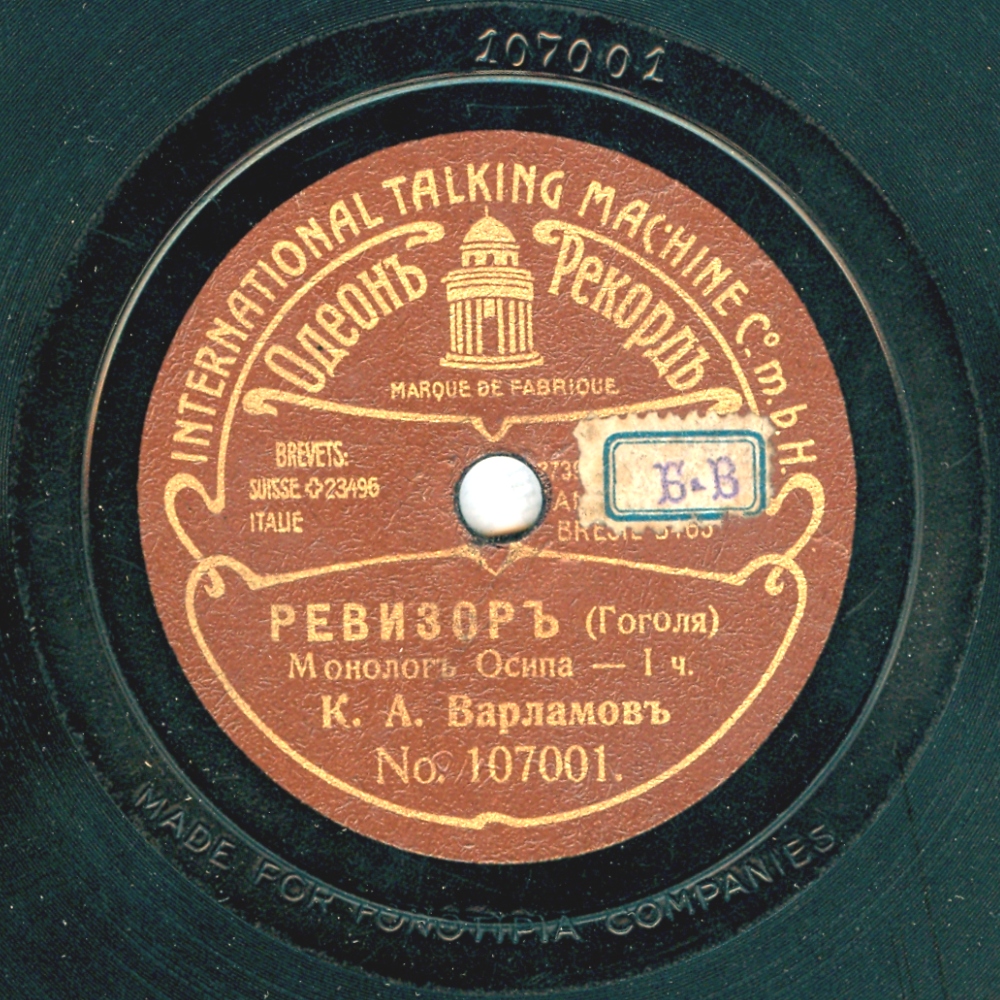 107001
INTERNATIONAL TALKING MACHINE Co. m. b H.
Одеонъ Рекордъ
MARQUE DE FABRIQUE
BREVETS:
SUISSE 23496
ITALIE
Б-В
BRESIL
РЕВИЗОРЪ (Гоголя)
Монологъ Осипа — I ч.
К. А. Варламовъ
No. 107001.
MADE FOR FONOTIPIA COMPANIES